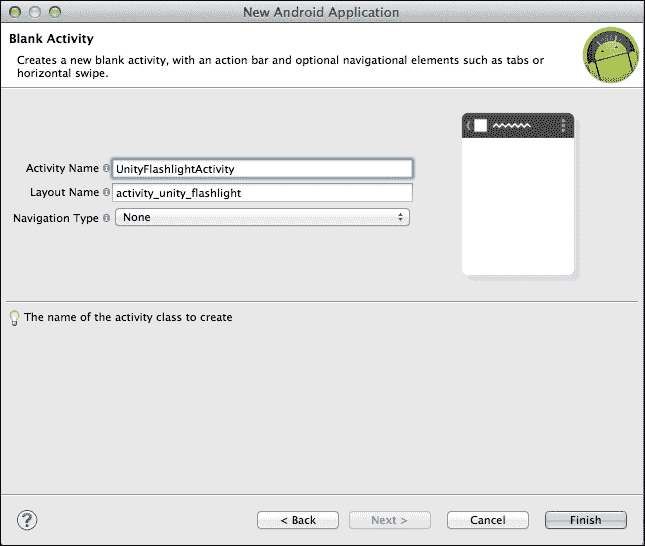 New Android Application
Blank Activity
Creates a new blank activity, with an action bar and optional navigational elements such as tabs or
horizontal swipe.
Activity Name UnityFlashlightActivity
Layout Name activity_unity_flashlight
Navigation Type None
The name of the activity class to create
? < Back Next > Cancel Finish